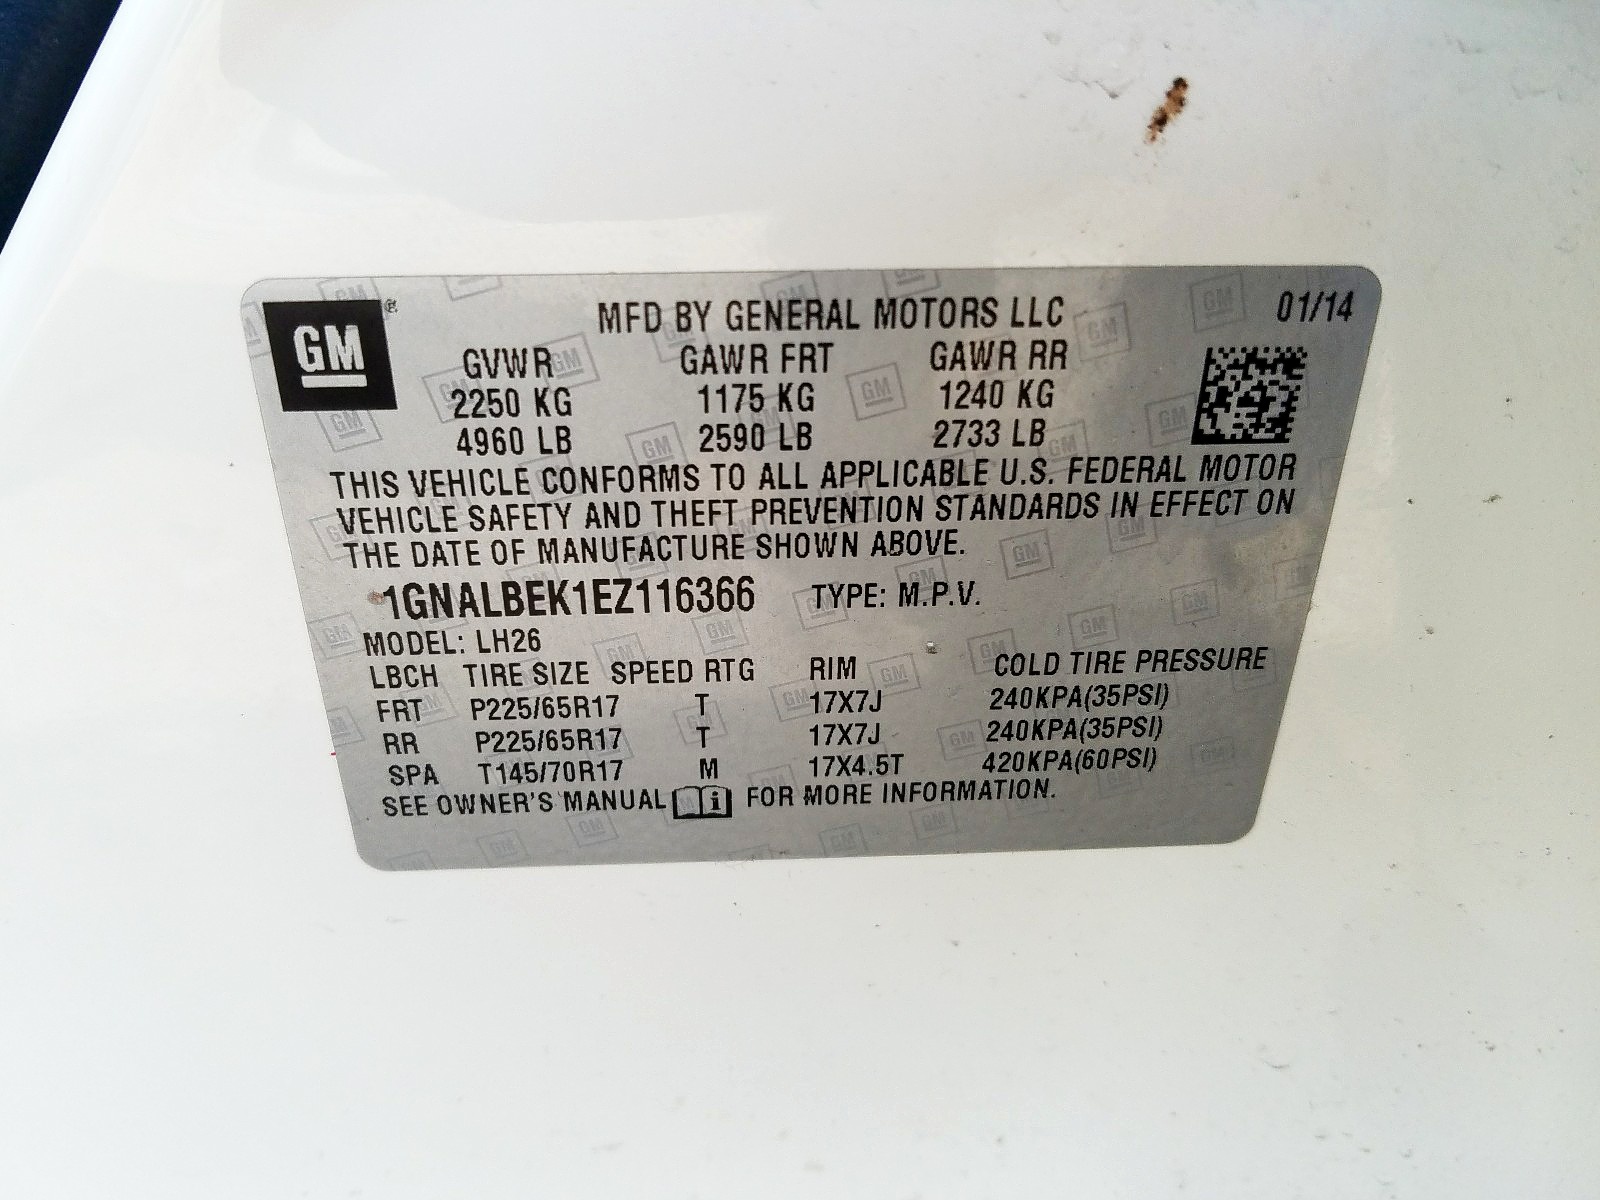 GM ®
MFD BY GENERAL MOTORS LLC 01/14
GVWR GAWR FRT GAWR RR
2250 KG 1175 KG 1240 KG
4960 LB 2590 LB 2733 LB
THIS VEHICLE CONFORMS TO ALL APPLICABLE U.S. FEDERAL MOTOR
VEHICLE SAFETY AND THEFT PREVENTION STANDARDS IN EFFECT ON
THE DATE OF MANUFACTURE SHOWN ABOVE.
1GNALBEK1EZ116366 TYPE: M.P.V.
MODEL: LH26
LBCH TIRE SIZE SPEED RTG RIM COLD TIRE PRESSURE
FRT P225/65R17 T 17X7J 240KPA(35PSI)
RR P225/65R17 T 17X7J 240KPA(35PSI)
SPA T145/70R17 M 17X4.5T 420KPA(60PSI)
SEE OWNER'S MANUAL i FOR MORE INFORMATION.